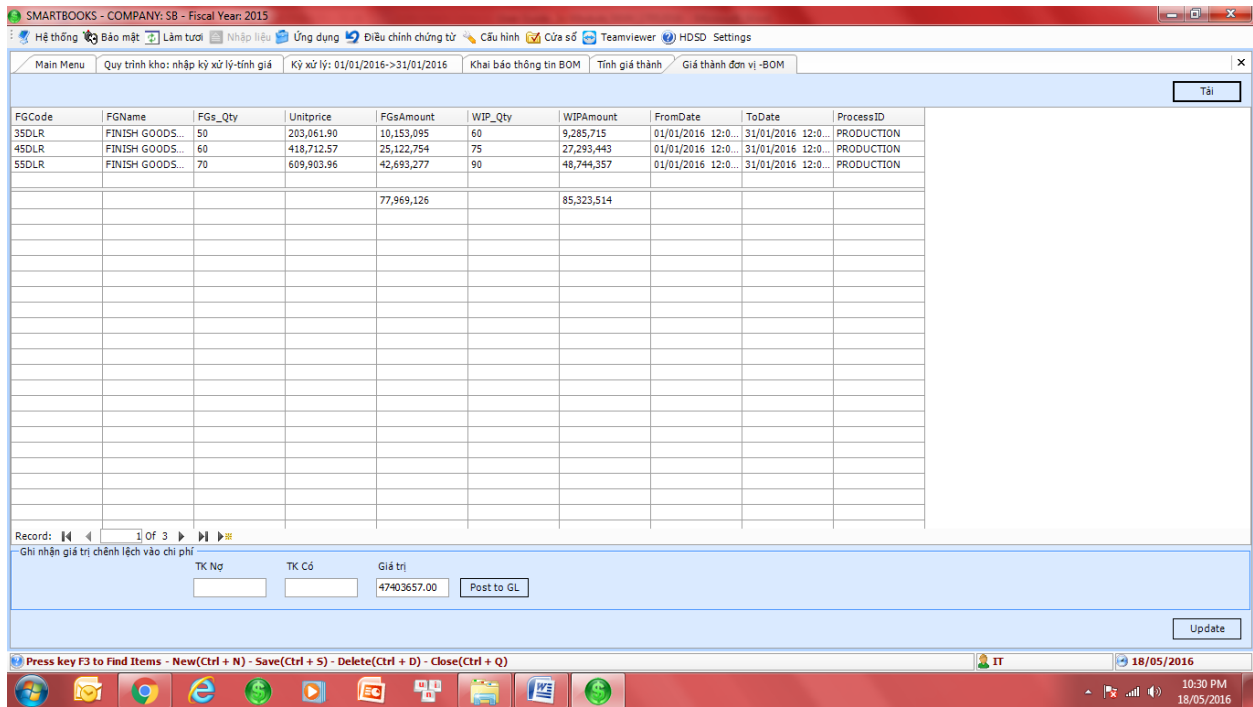 SMARTBOOKS - COMPANY: SB - Fiscal Year: 2015
Hệ thống Bảo mật Làm tươi Nhập liệu Ứng dụng Điều chỉnh chứng từ Cấu hình Cửa sổ Teamviewer HDSD Settings
Main Menu Quy trình kho: nhập kỳ xử lý-tính giá Kỳ xử lý: 01/01/2016->31/01/2016 Khai báo thông tin BOM Tính giá thành Giá thành đơn vị -BOM
Tải
FGCode FGName FGs_Qty Unitprice FGsAmount WIP_Qty WIPAmount FromDate ToDate ProcessID
35DLR FINISH GOODS... 50 203,061.90 10,153,095 60 9,285,715 01/01/2016 12:0... 31/01/2016 12:0... PRODUCTION
45DLR FINISH GOODS... 60 418,712.57 25,122,754 75 27,293,443 01/01/2016 12:0... 31/01/2016 12:0... PRODUCTION
55DLR FINISH GOODS... 70 609,903.96 42,693,277 90 48,744,357 01/01/2016 12:0... 31/01/2016 12:0... PRODUCTION
77,969,126 85,323,514
Record: 1 Of 3
Ghi nhận giá trị chênh lệch vào chi phí
TK Nợ TK Có Giá trị
47403657.00 Post to GL
Update
Press key F3 to Find Items - New(Ctrl + N) - Save(Ctrl + S) - Delete(Ctrl + D) - Close(Ctrl + Q) IT 18/05/2016
10:30 PM
18/05/2016